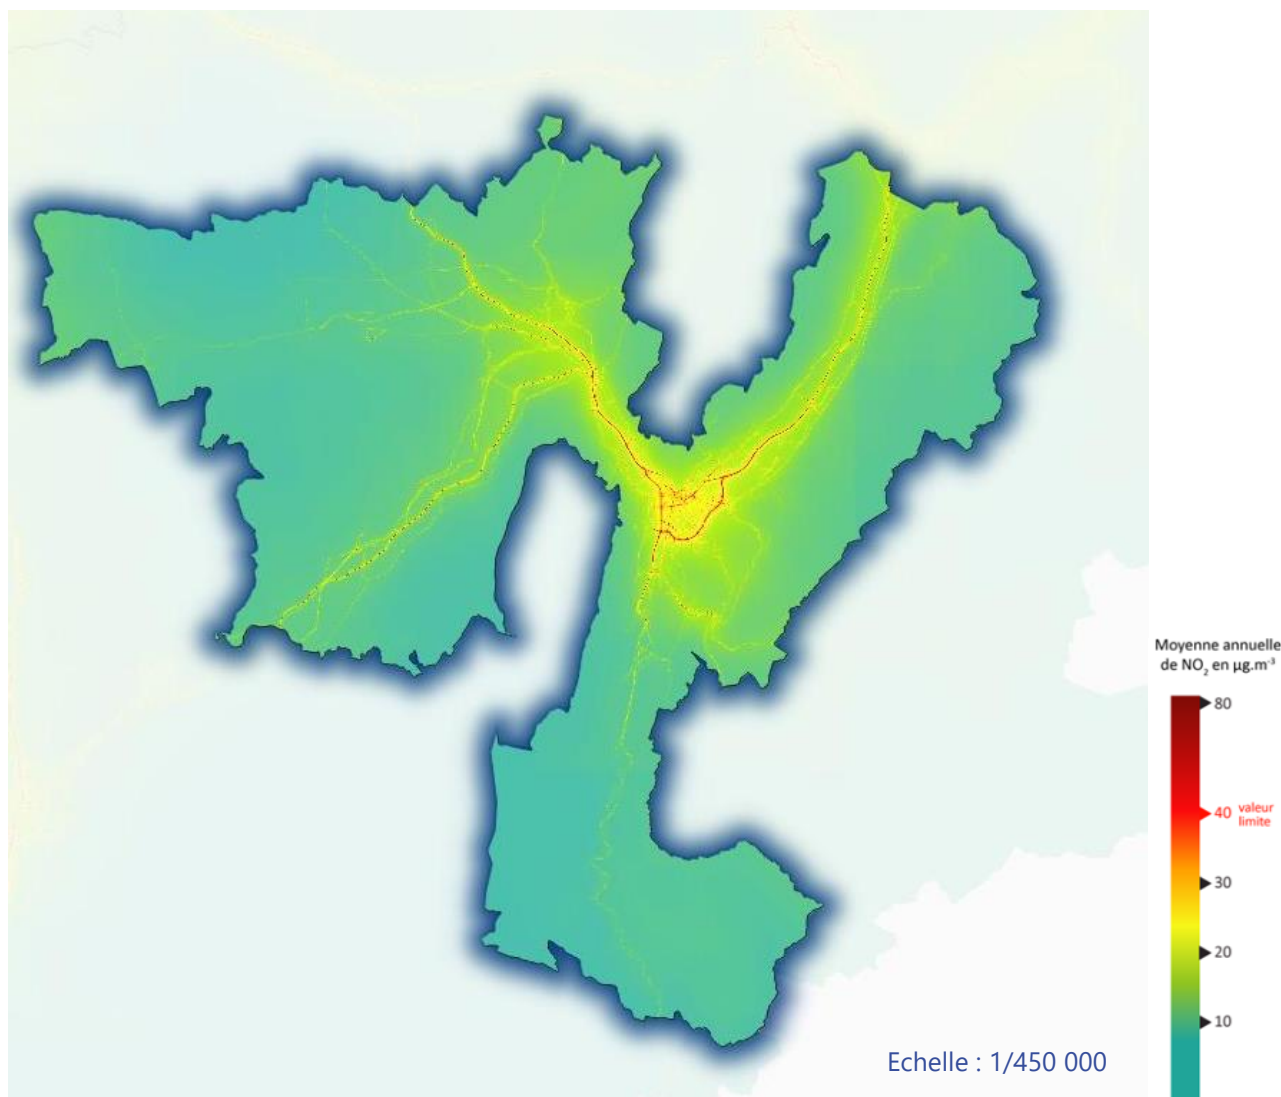 Moyenne annuelle
de NO₂ en µg.m⁻³
80
40 valeur
limite
30
20
10
Echelle : 1/450 000